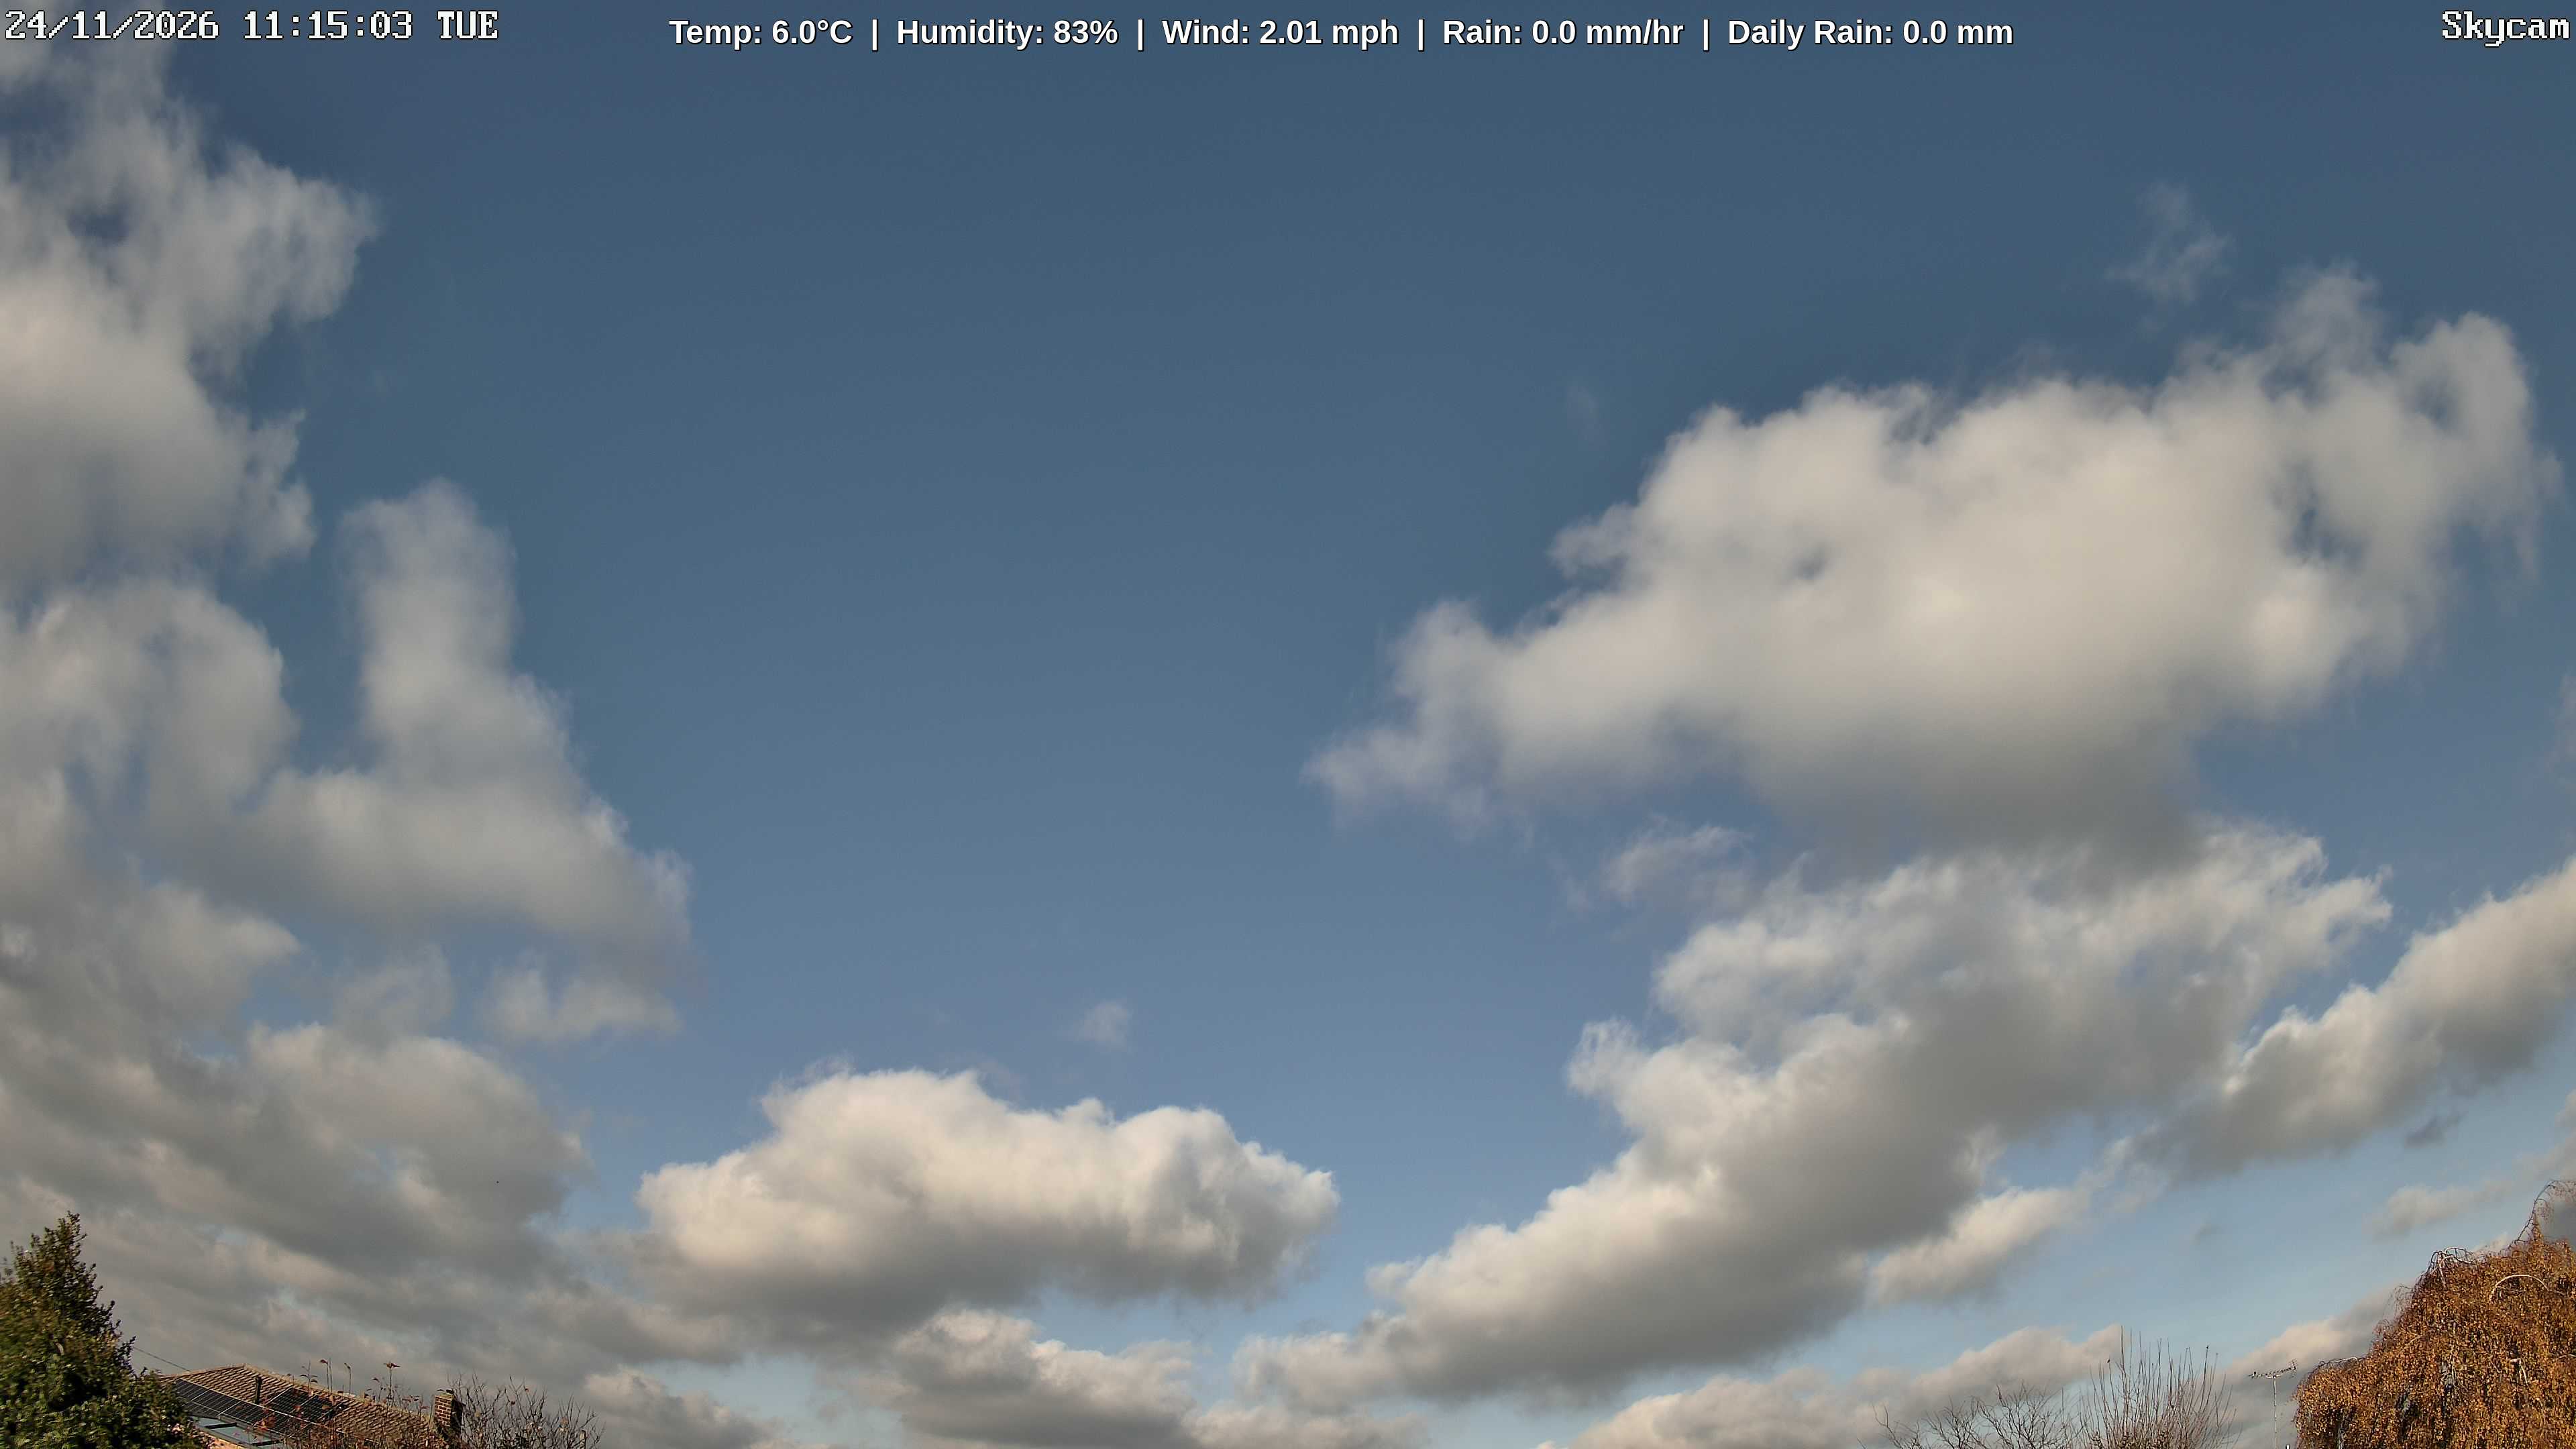 24/11/2026 11:15:03 TUE
Temp: 6.0°C | Humidity: 83% | Wind: 2.01 mph | Rain: 0.0 mm/hr | Daily Rain: 0.0 mm
Skycam